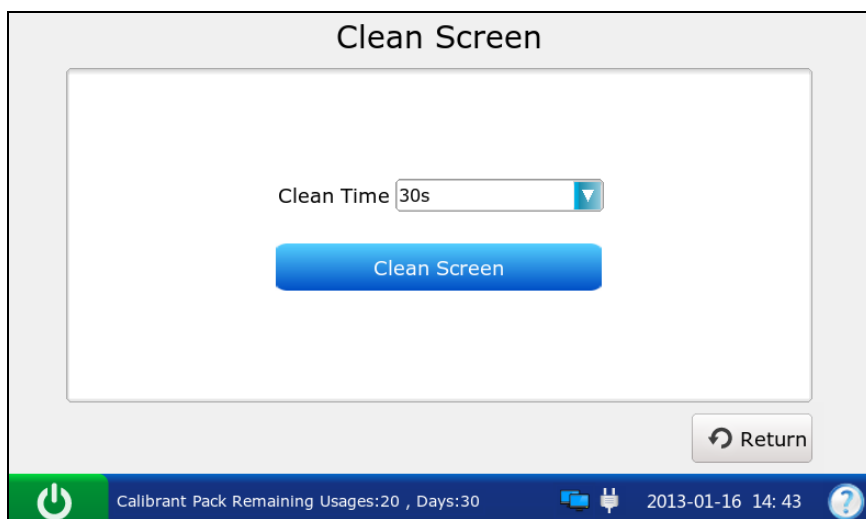 Clean Screen
Clean Time 30s
Clean Screen
Return
Calibrant Pack Remaining Usages:20 , Days:30 2013-01-16 14: 43 ?